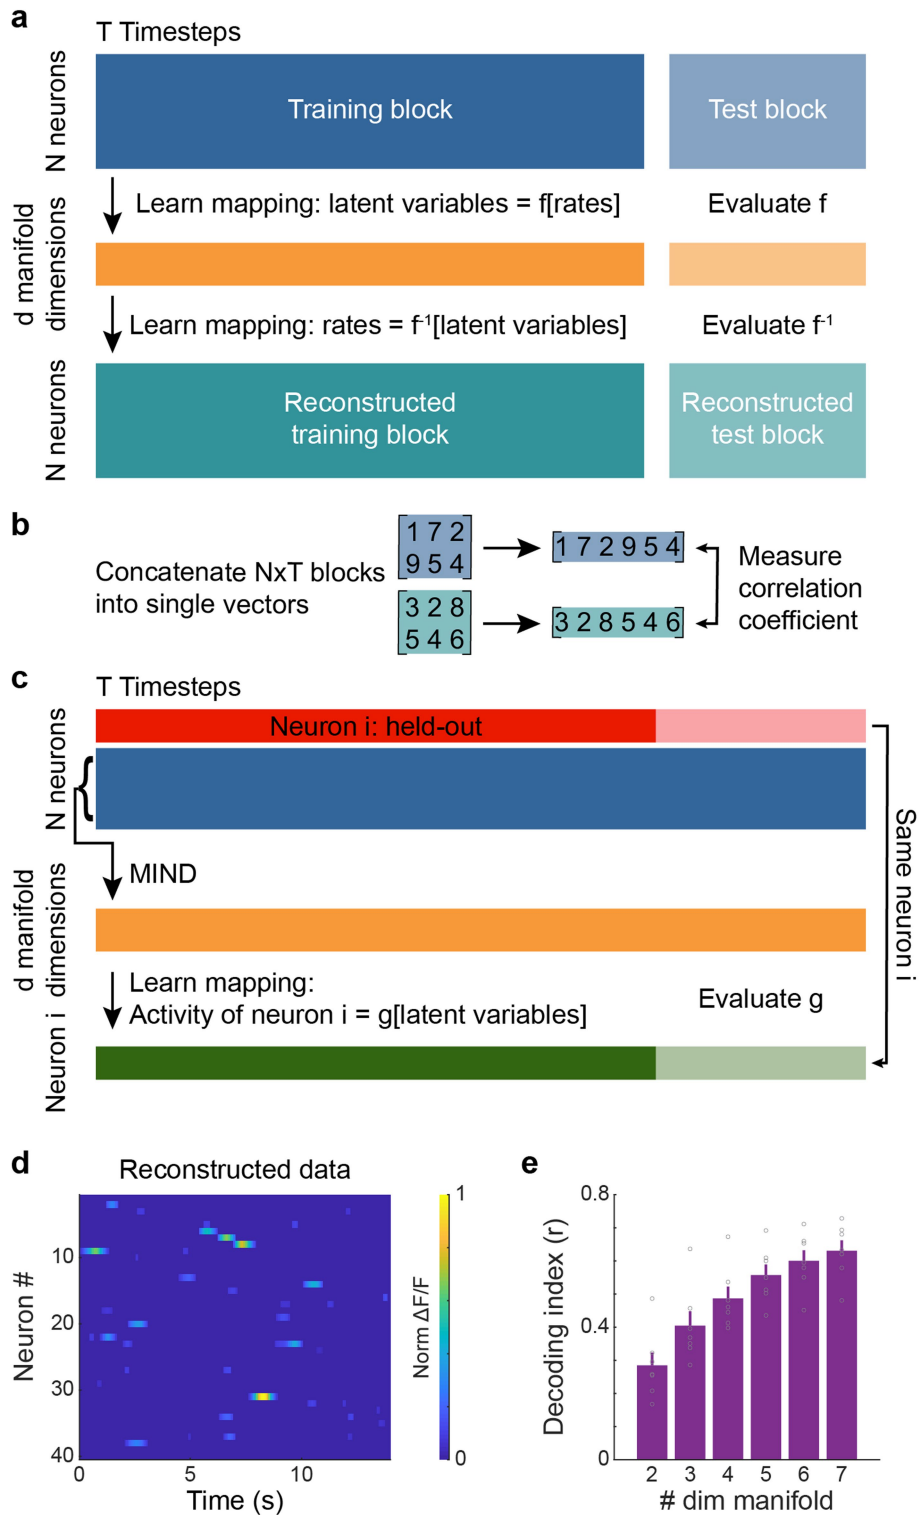 a
T Timesteps
N neurons
Training block
Test block
Learn mapping: latent variables = f[rates]
Evaluate f
d manifold
dimensions
Learn mapping: rates = f⁻¹[latent variables]
Evaluate f⁻¹
N neurons
Reconstructed
training block
Reconstructed
test block
b
Concatenate NxT blocks
into single vectors
1 7 2
9 5 4
1 7 2 9 5 4
3 2 8
5 4 6
3 2 8 5 4 6
Measure
correlation
coefficient
c
T Timesteps
N neurons
Neuron i: held-out
{
Same neuron i
MIND
d manifold
dimensions
Learn mapping:
Activity of neuron i = g[latent variables]
Evaluate g
Neuron i
d
Reconstructed data
Neuron #
10
20
30
40
0
5
10
Time (s)
Norm ΔF/F
1
0
e
Decoding index (r)
0.8
0.4
0
2
3
4
5
6
7
# dim manifold